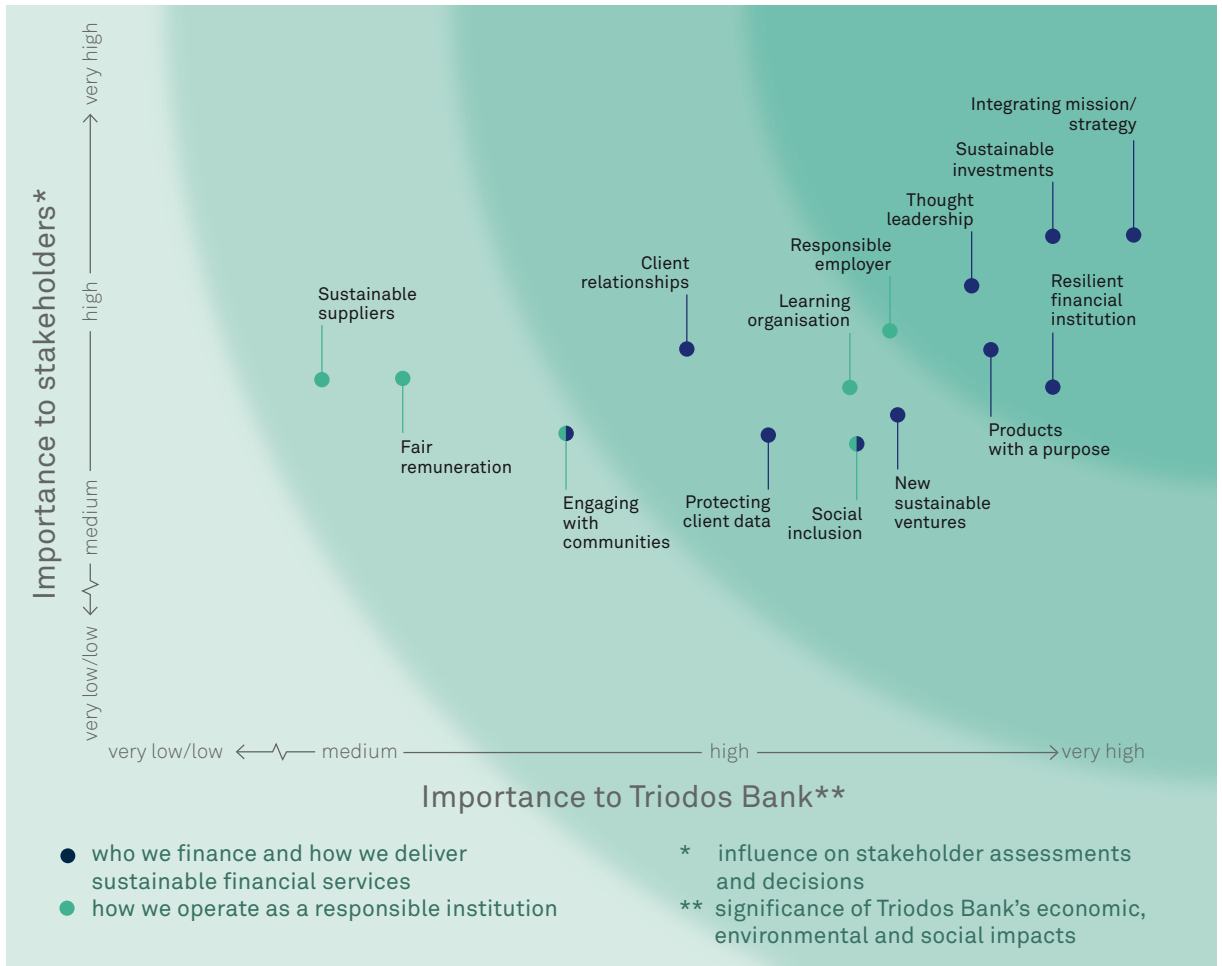 Importance to stakeholders*
very high
high
medium
very low/low
Integrating mission/
strategy
Sustainable
investments
Thought
leadership
Responsible
employer
Client
relationships
Resilient
financial
institution
Learning
organisation
Sustainable
suppliers
Fair
remuneration
Products
with a purpose
Engaging
with
communities
Protecting
client data
Social
inclusion
New
sustainable
ventures
very low/low
medium
high
very high
Importance to Triodos Bank**
who we finance and how we deliver
sustainable financial services
how we operate as a responsible institution
* influence on stakeholder assessments
and decisions
** significance of Triodos Bank’s economic,
environmental and social impacts